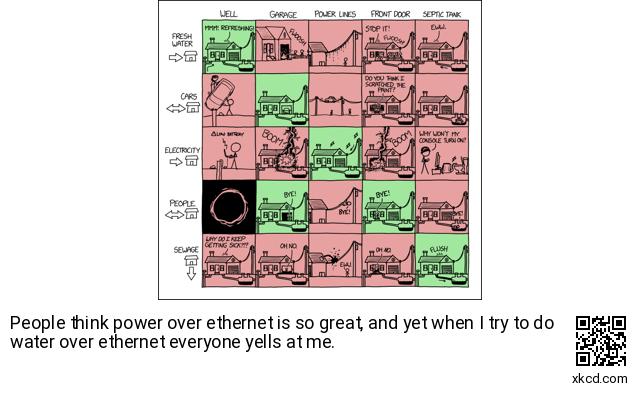 WELL GARAGE POWER LINES FRONT DOOR SEPTIC TANK
FRESH WATER
MMM! REFRESHING!
FWOOSH
STOP IT!
FWOOSH
EWW.
CARS
DO YOU THINK I SCRATCHED THE PAINT?
ELECTRICITY
BOOM
BOOM
WHY WON'T MY CONSOLE TURN ON?
PEOPLE
BYE!
BYE!
BYE!
SEWAGE
WHY DO I KEEP GETTING SICK?!?
OH NO.
EWW!
OH NO.
FLUSH
People think power over ethernet is so great, and yet when I try to do
water over ethernet everyone yells at me.
xkcd.com